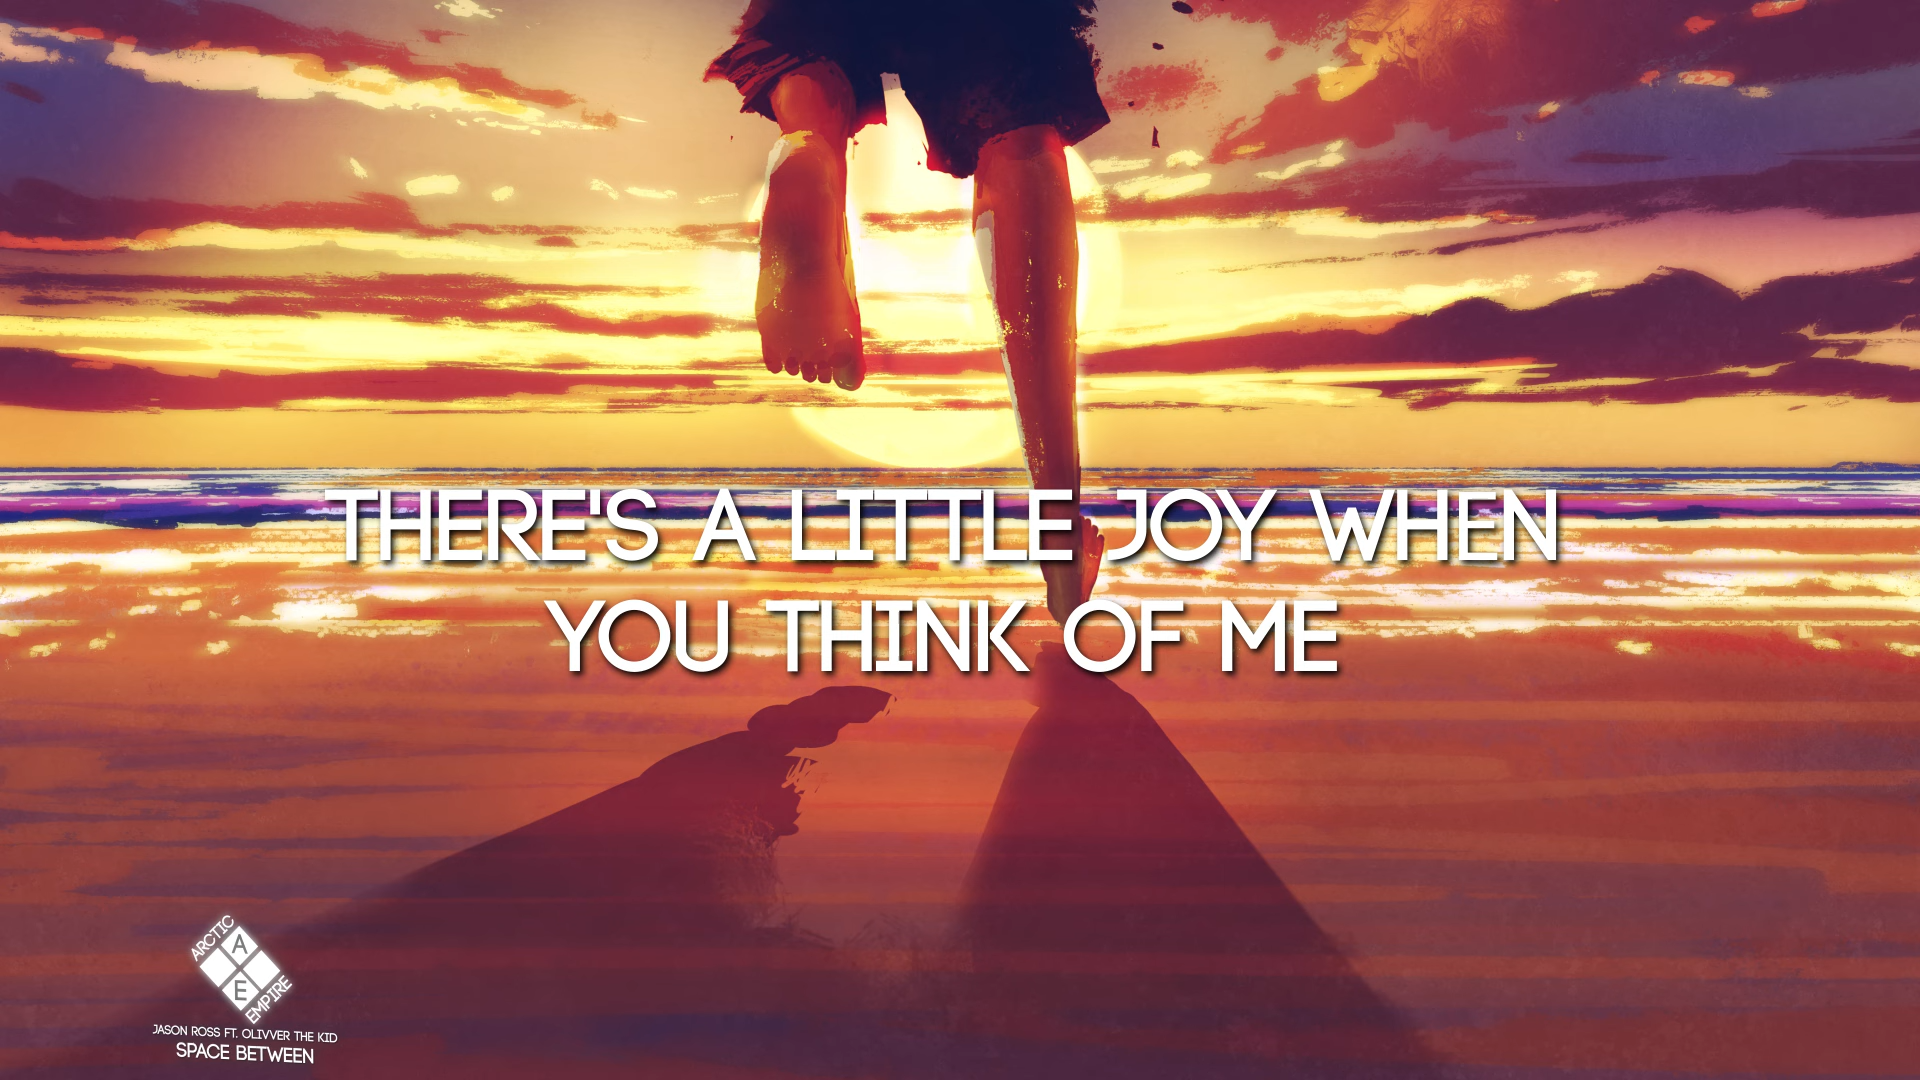 THERE'S A LITTLE JOY WHEN
YOU THINK OF ME
ARCTIC
A
E
EMPIRE
JASON ROSS FT. OLIVVER THE KID
SPACE BETWEEN